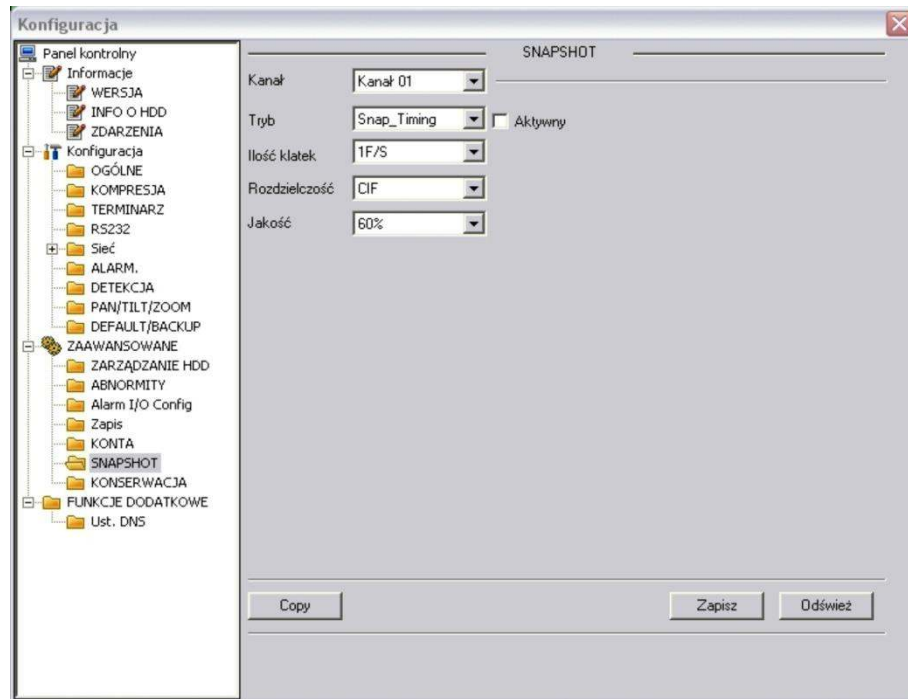 Konfiguracja
Panel kontrolny
Informacje
WERSJA
INFO O HDD
ZDARZENIA
Konfiguracja
OGÓLNE
KOMPRESJA
TERMINARZ
RS232
Sieć
ALARM.
DETEKCJA
PAN/TILT/ZOOM
DEFAULT/BACKUP
ZAAWANSOWANE
ZARZĄDZANIE HDD
ABNORMITY
Alarm I/O Config
Zapis
KONTA
SNAPSHOT
KONSERWACJA
FUNKCJE DODATKOWE
Ust. DNS
SNAPSHOT
Kanał Kanał 01
Tryb Snap_Timing Aktywny
Ilość klatek 1F/S
Rozdzielczość CIF
Jakość 60%
Copy Zapisz Odśwież